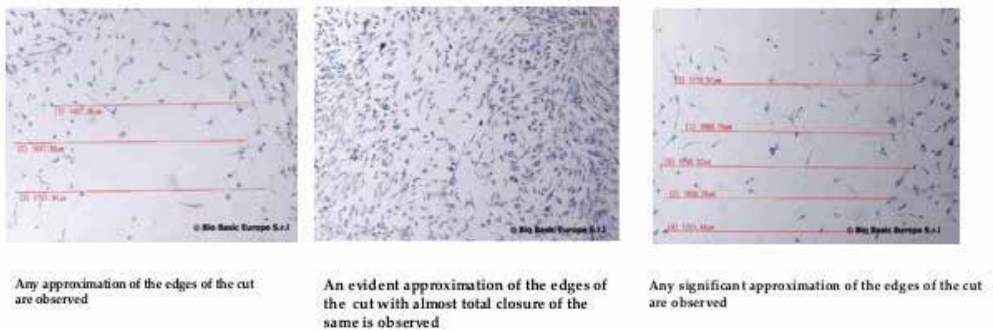 © Bio Basic Europe S.r.l
© Bio Basic Europe S.r.l
© Bio Basic Europe S.r.l
Any approximation of the edges of the cut
are observed
An evident approximation of the edges of
the cut with almost total closure of the
same is observed
Any significant approximation of the edges of the cut
are observed